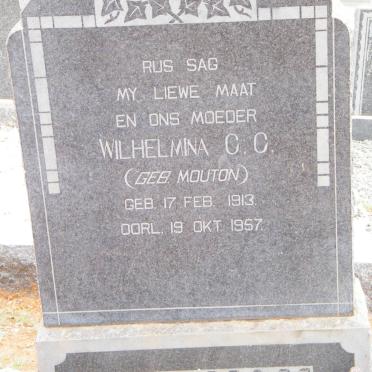 RUS SAG
MY LIEWE MAAT
EN ONS MOEDER
WILHELMINA C. C.
(GEB. MOUTON)
GEB. 17 FEB. 1913.
OORL. 19 OKT. 1957.